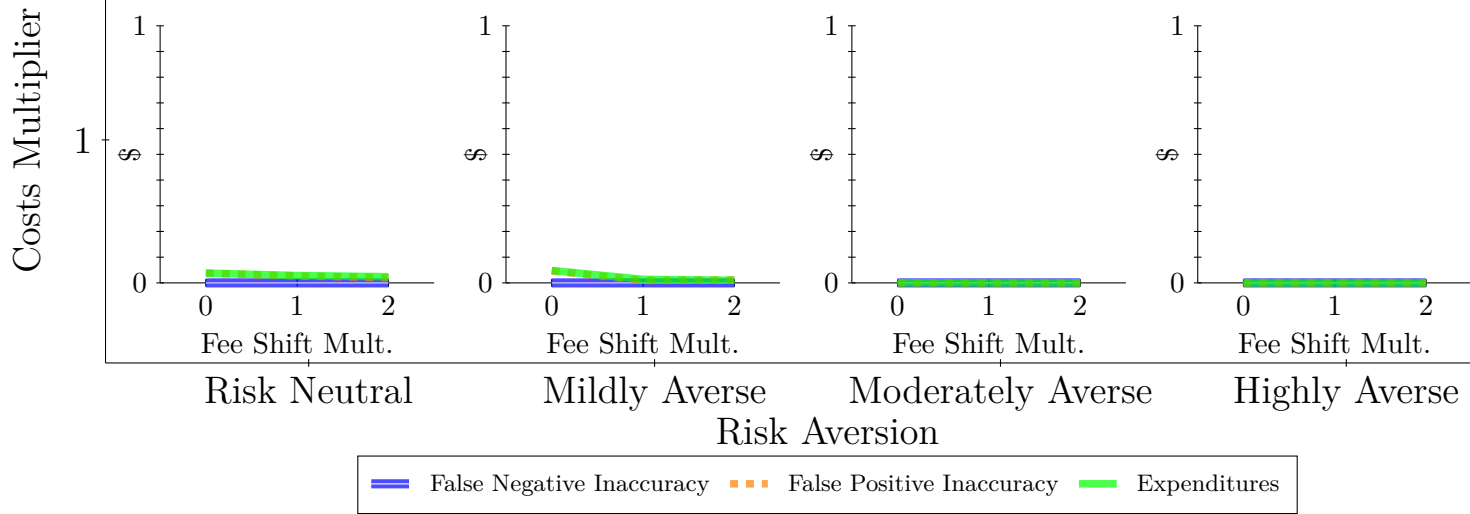 Costs Multiplier
1
1
$
0
0 1 2
Fee Shift Mult.
1
$
0
0 1 2
Fee Shift Mult.
1
$
0
0 1 2
Fee Shift Mult.
1
$
0
0 1 2
Fee Shift Mult.
Risk Neutral
Mildly Averse
Moderately Averse
Highly Averse
Risk Aversion
False Negative Inaccuracy False Positive Inaccuracy Expenditures